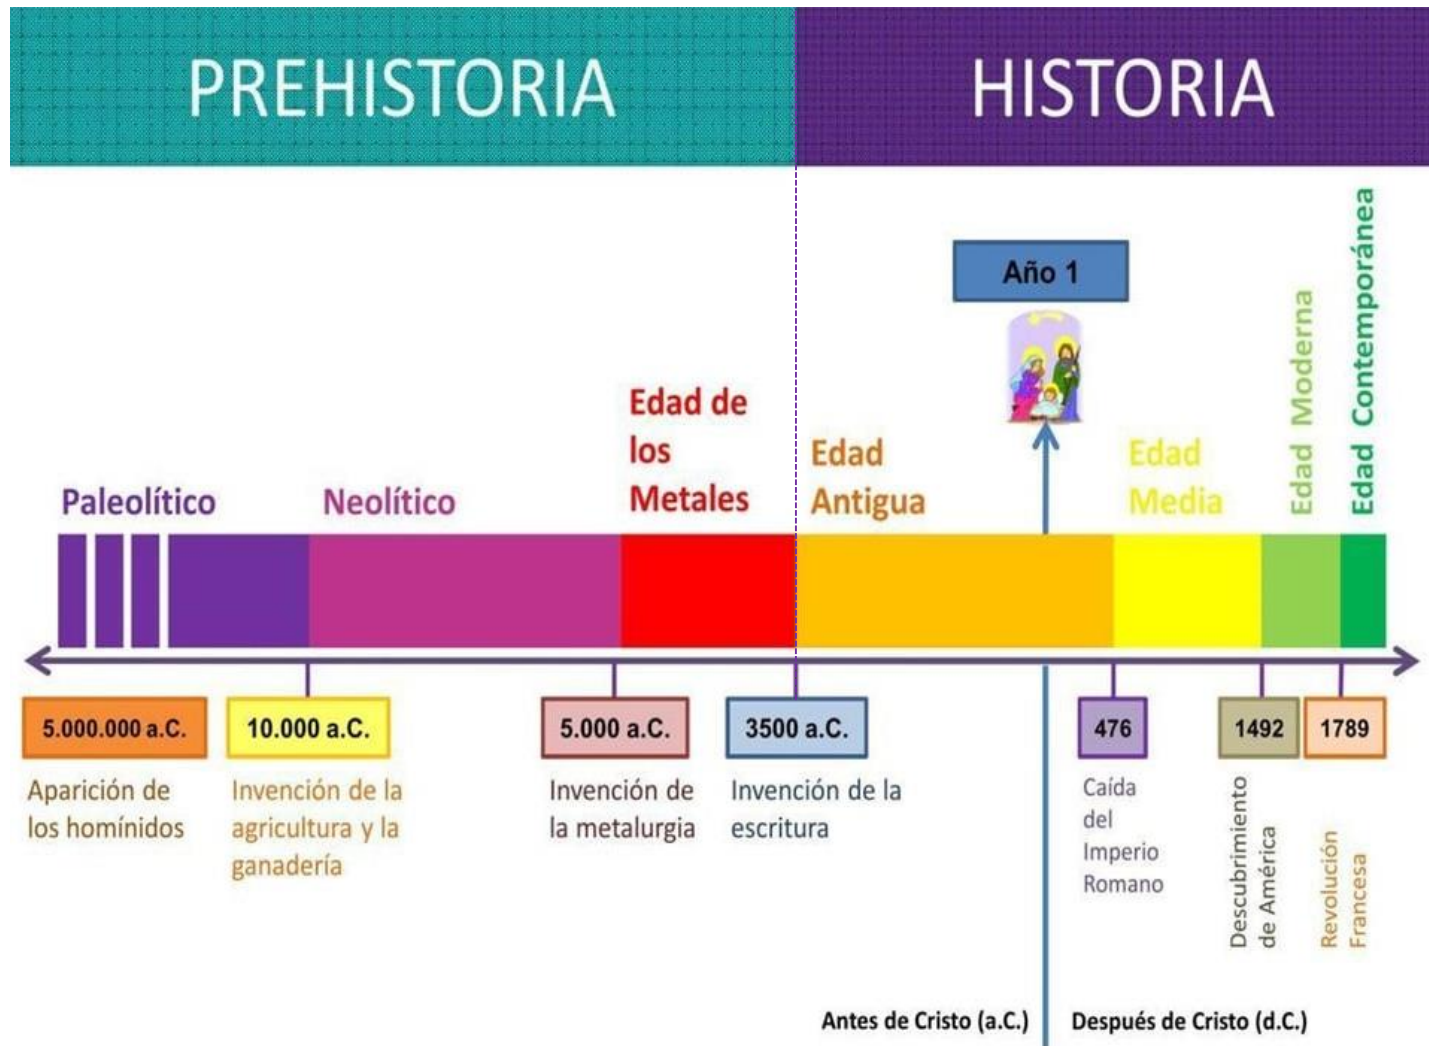 PREHISTORIA
HISTORIA
Año 1
Edad de
los
Metales
Paleolítico
Neolítico
Edad
Antigua
Edad
Media
Edad Moderna
Edad Contemporánea
5.000.000 a.C.
10.000 a.C.
5.000 a.C.
3500 a.C.
476
1492
1789
Aparición de
los homínidos
Invención de la
agricultura y la
ganadería
Invención de
la metalurgia
Invención de la
escritura
Caída
del
Imperio
Romano
Descubrimiento
de América
Revolución
Francesa
Antes de Cristo (a.C.)
Después de Cristo (d.C.)